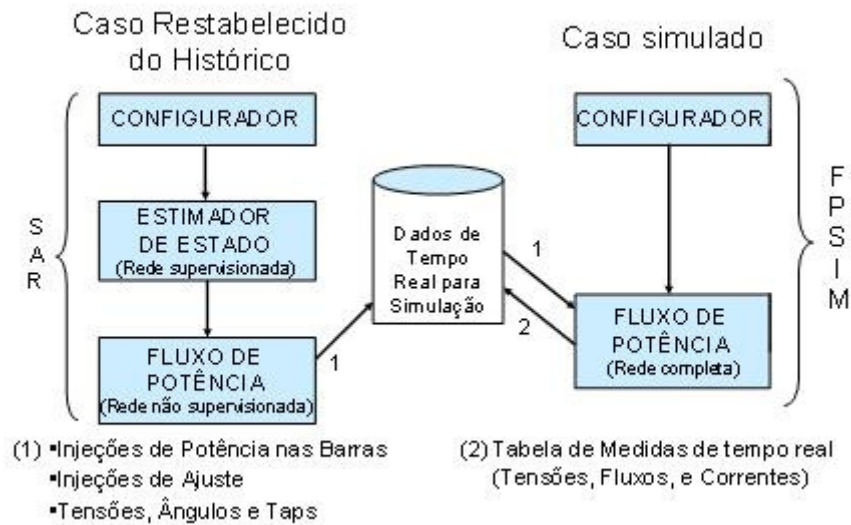 Caso Restabelecido
do Histórico
Caso simulado
CONFIGURADOR
CONFIGURADOR
ESTIMADOR
DE ESTADO
(Rede supervisionada)
S
A
R
Dados de
Tempo
Real para
Simulação
1
2
F
P
S
I
M
FLUXO DE
POTÊNCIA
(Rede não supervisionada)
1
FLUXO DE
POTÊNCIA
(Rede completa)
(1) ▪Injeções de Potência nas Barras
▪Injeções de Ajuste
▪Tensões, Ângulos e Taps
(2) Tabela de Medidas de tempo real
(Tensões, Fluxos, e Correntes)